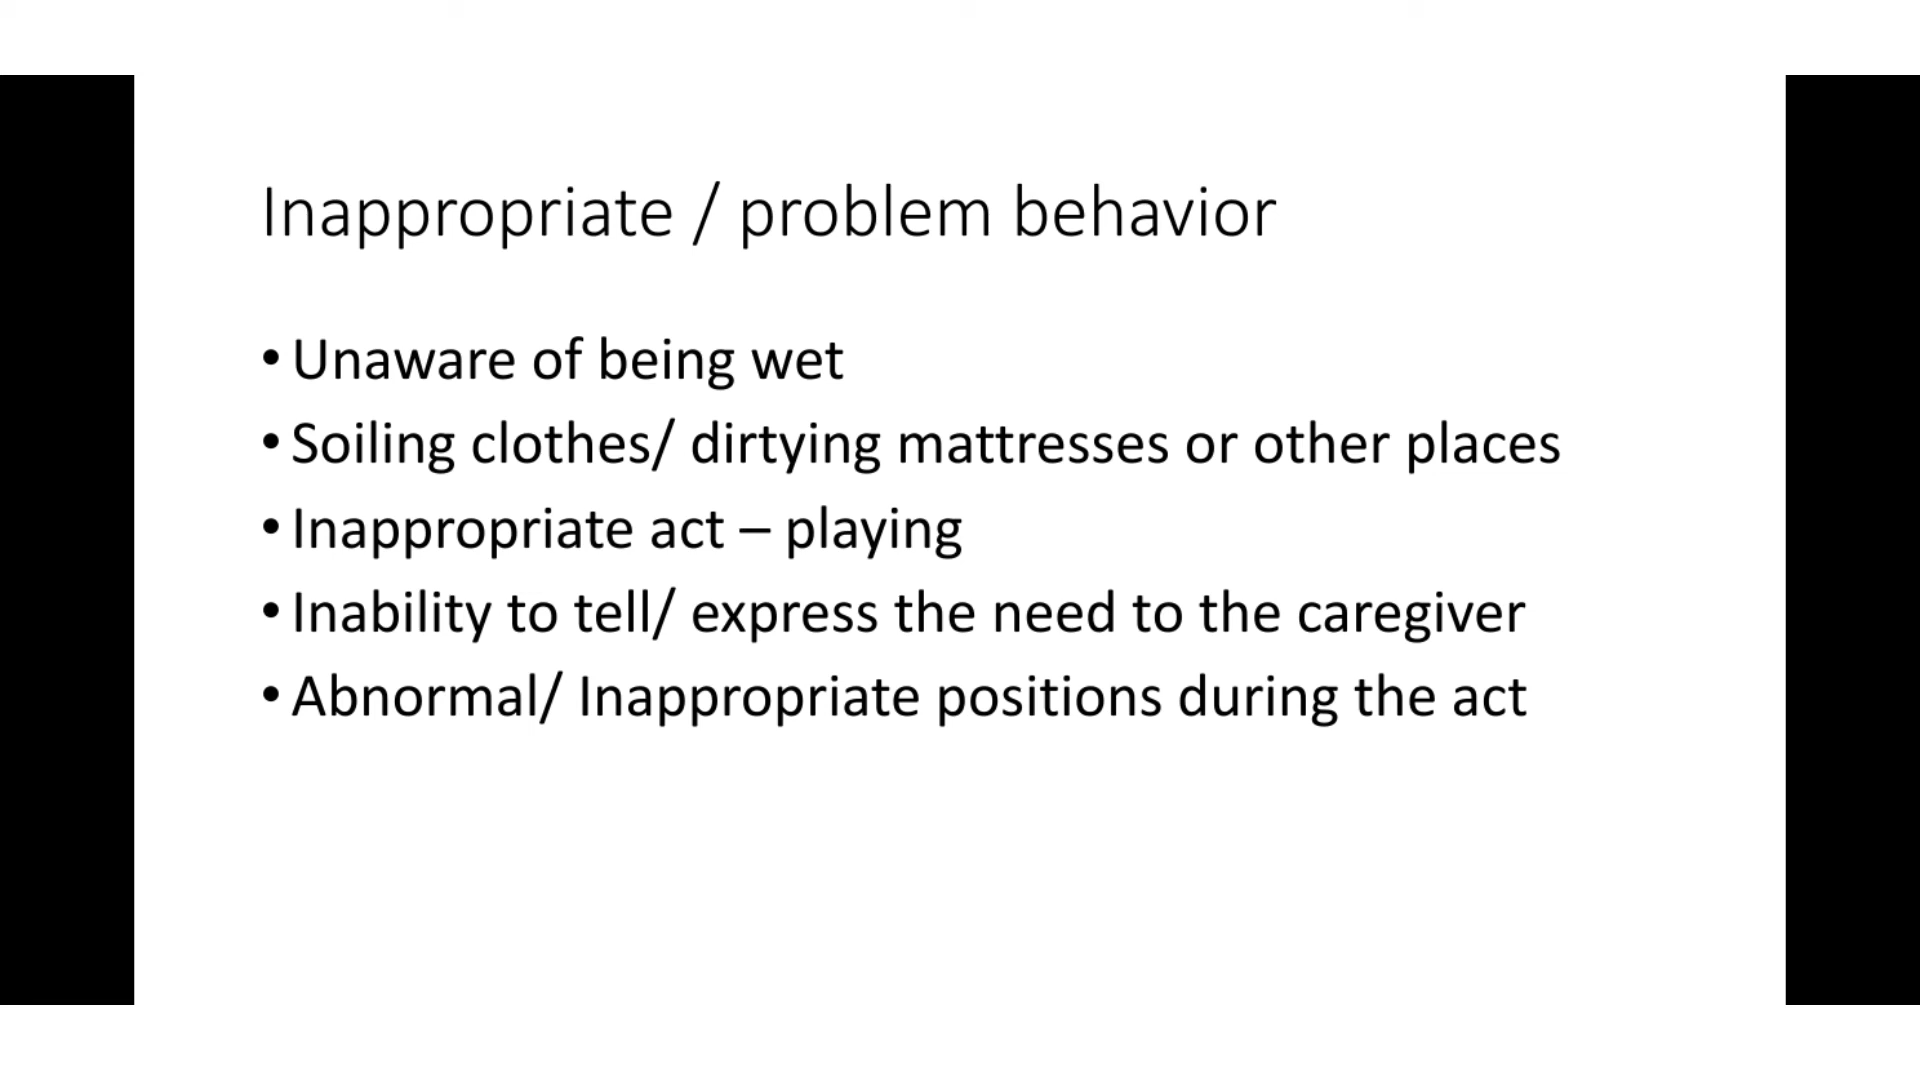 Inappropriate / problem behavior
• Unaware of being wet
• Soiling clothes/ dirtying mattresses or other places
• Inappropriate act – playing
• Inability to tell/ express the need to the caregiver
• Abnormal/ Inappropriate positions during the act